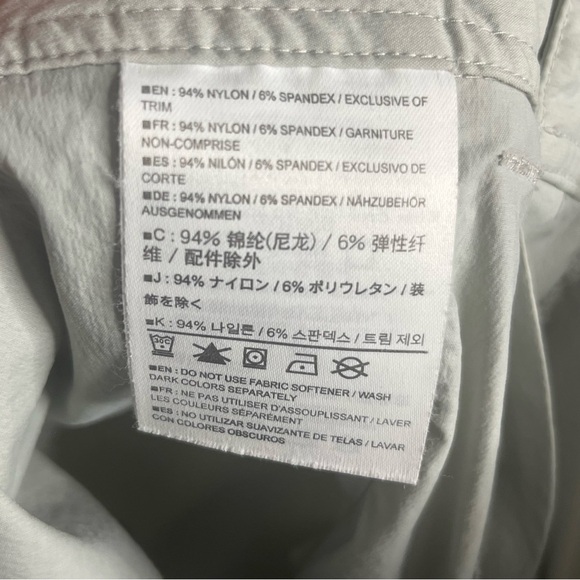 ■EN : 94% NYLON / 6% SPANDEX / EXCLUSIVE OF
TRIM
■FR : 94% NYLON / 6% SPANDEX / GARNITURE
NON-COMPRISE
■ES : 94% NILÓN / 6% SPANDEX / EXCLUSIVO DE
CORTE
■DE : 94% NYLON / 6% SPANDEX / NÄHZUBEHÖR
AUSGENOMMEN
■C : 94% 锦纶(尼龙) / 6% 弹性纤
维 / 配件除外
■J : 94% ナイロン / 6% ポリウレタン / 装
飾を除く
■K : 94% 나일론 / 6% 스판덱스 / 트림 제외
■EN : DO NOT USE FABRIC SOFTENER / WASH
DARK COLORS SEPARATELY
■FR : NE PAS UTILISER D'ASSOUPLISSANT / LAVER
LES COULEURS SÉPARÉMENT
■ES : NO UTILIZAR SUAVIZANTE DE TELAS / LAVAR
CON COLORES OBSCUROS